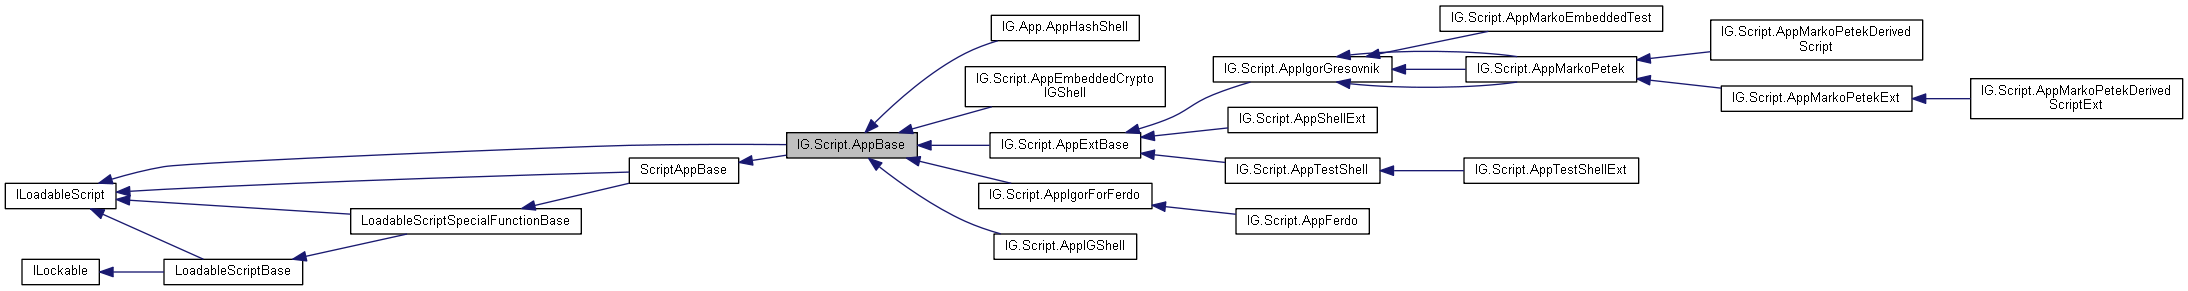 ILoadableScript
ILockable
LoadableScriptBase
LoadableScriptSpecialFunctionBase
ScriptAppBase
IG.Script.AppBase
IG.App.AppHashShell
IG.Script.AppEmbeddedCrypto
IGShell
IG.Script.AppExtBase
IG.Script.AppIgorForFerdo
IG.Script.AppIGShell
IG.Script.AppIgorGresovnik
IG.Script.AppShellExt
IG.Script.AppTestShell
IG.Script.AppFerdo
IG.Script.AppMarkoEmbeddedTest
IG.Script.AppMarkoPetek
IG.Script.AppTestShellExt
IG.Script.AppMarkoPetekDerived
Script
IG.Script.AppMarkoPetekExt
IG.Script.AppMarkoPetekDerived
ScriptExt